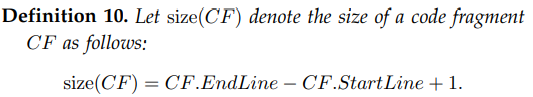 Definition 10. Let size(CF) denote the size of a code fragment
CF as follows:
size(CF) = CF.EndLine − CF.StartLine + 1.